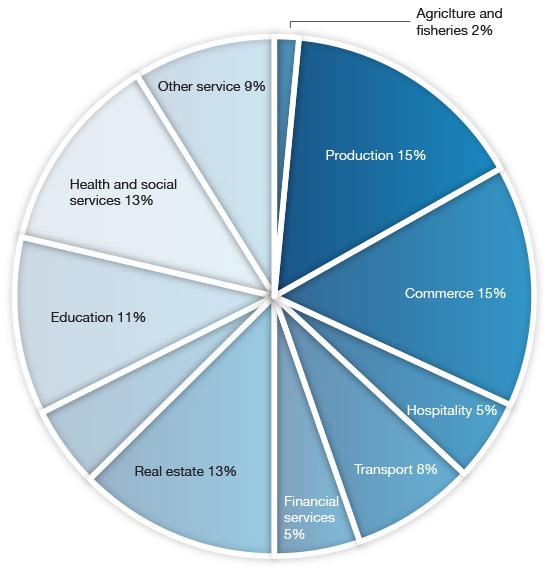 Agriclture and
fisheries 2%
Production 15%
Commerce 15%
Hospitality 5%
Transport 8%
Financial
services
5%
Real estate 13%
Education 11%
Health and social
services 13%
Other service 9%